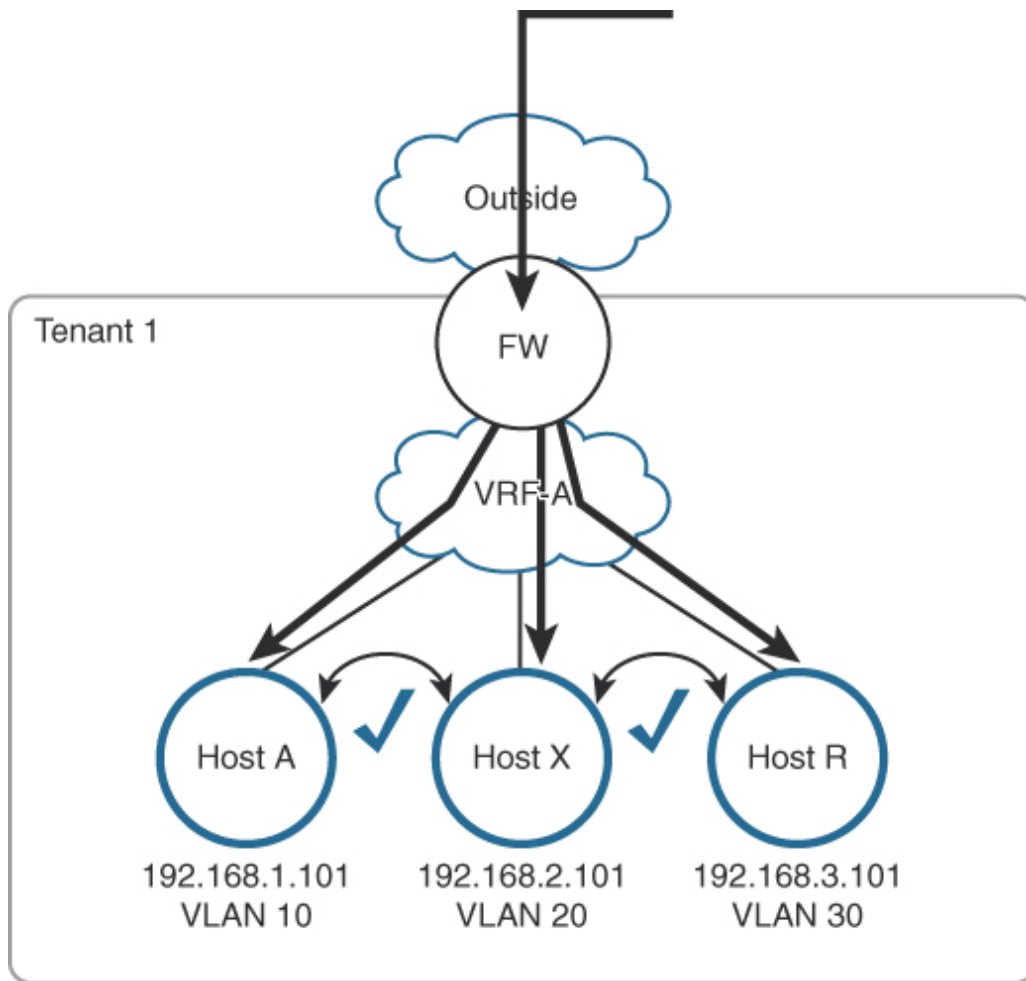 Outside
Tenant 1
FW
VRF-A
Host A
Host X
Host R
192.168.1.101
192.168.2.101
192.168.3.101
VLAN 10
VLAN 20
VLAN 30